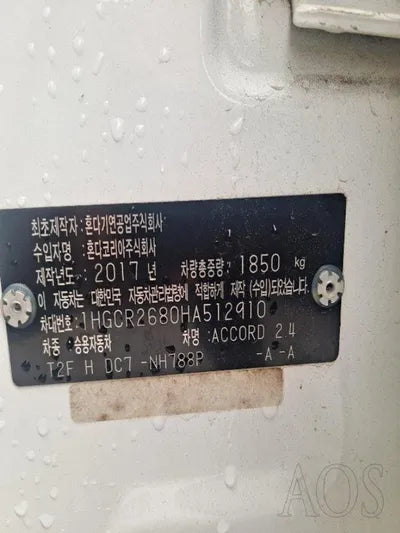 최초제작자 : 혼다기연공업주식회사
수입자명 : 혼다코리아주식회사
제작년도 : 2017 년 차량총중량 : 1850 kg
이 자동차는 대한민국 자동차관리법령에 적합하게 제작 (수입)되었습니다.
차대번호 : 1HGCR2680HA512910
차종 : 승용자동차 차명 : ACCORD 2.4
T2F H DC7 -NH788P -A -A
AOS